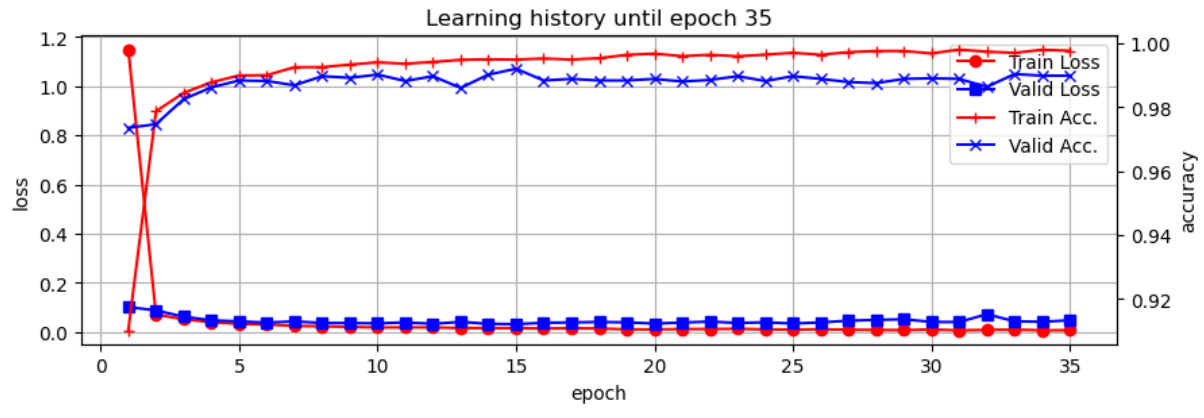 Learning history until epoch 35
1.2
1.0
0.8
0.6
0.4
0.2
0.0
loss
1.00
0.98
0.96
0.94
0.92
accuracy
Train Loss
Valid Loss
Train Acc.
Valid Acc.
0 5 10 15 20 25 30 35
epoch